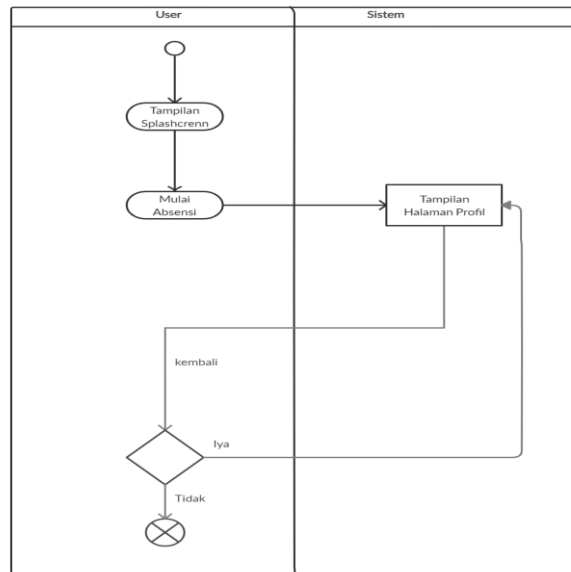 User
Sistem
Tampilan
Splashcrenn
Mulai
Absensi
Tampilan
Halaman Profil
kembali
Iya
Tidak